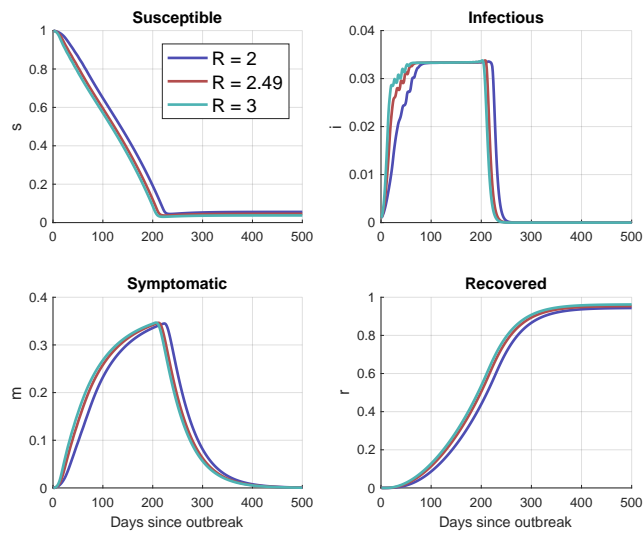 Susceptible
1
0.8
0.6
0.4
0.2
0
s
0 100 200 300 400 500
R = 2
R = 2.49
R = 3
Infectious
0.04
0.03
0.02
0.01
0
i
0 100 200 300 400 500
Symptomatic
0.4
0.3
0.2
0.1
0
m
0 100 200 300 400 500
Days since outbreak
Recovered
1
0.8
0.6
0.4
0.2
0
r
0 100 200 300 400 500
Days since outbreak